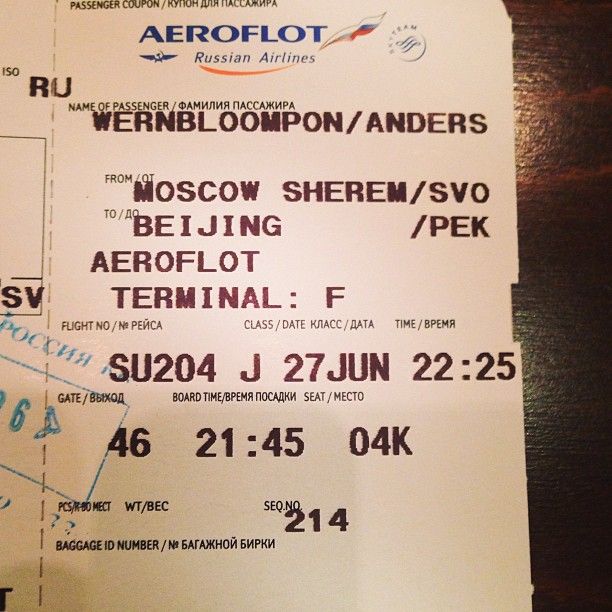 PASSENGER COUPON / КУПОН ДЛЯ ПАССАЖИРА
AEROFLOT
Russian Airlines
SKYTEAM
ISO
RU
NAME OF PASSENGER / ФАМИЛИЯ ПАССАЖИРА
WERNBLOOMPON/ANDERS
FROM / ОТ
MOSCOW SHEREM/SVO
TO / ДО
BEIJING /PEK
AEROFLOT
SV TERMINAL: F
FLIGHT NO / № РЕЙСА CLASS / DATE КЛАСС / ДАТА TIME / ВРЕМЯ
РОССИЯ
SU204 J 27JUN 22:25
GATE / ВЫХОД BOARD TIME/ВРЕМЯ ПОСАДКИ SEAT / МЕСТО
46 21:45 04K
WT/ВЕС SEQ.NO.
214
BAGGAGE ID NUMBER / № БАГАЖНОЙ БИРКИ